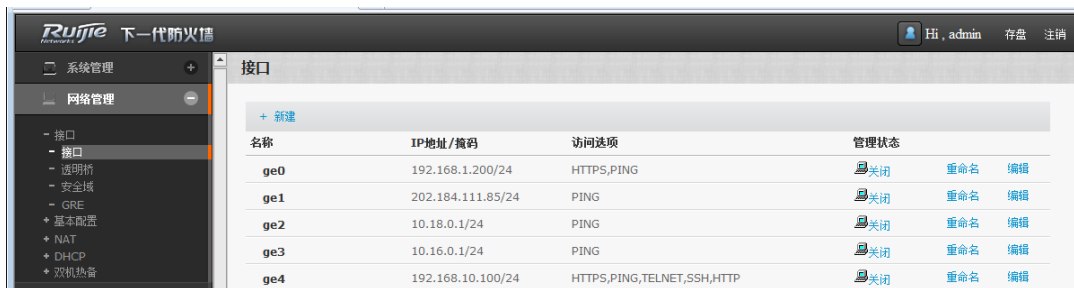 Ruijie Networks 下一代防火墙 Hi , admin 存盘 注销
系统管理
网络管理
- 接口
- 接口
- 透明桥
- 安全域
- GRE
+ 基本配置
+ NAT
+ DHCP
+ 双机热备
接口
+ 新建
名称 IP地址/掩码 访问选项 管理状态
ge0 192.168.1.200/24 HTTPS,PING 关闭 重命名 编辑
ge1 202.184.111.85/24 PING 关闭 重命名 编辑
ge2 10.18.0.1/24 PING 关闭 重命名 编辑
ge3 10.16.0.1/24 PING 关闭 重命名 编辑
ge4 192.168.10.100/24 HTTPS,PING,TELNET,SSH,HTTP 关闭 重命名 编辑